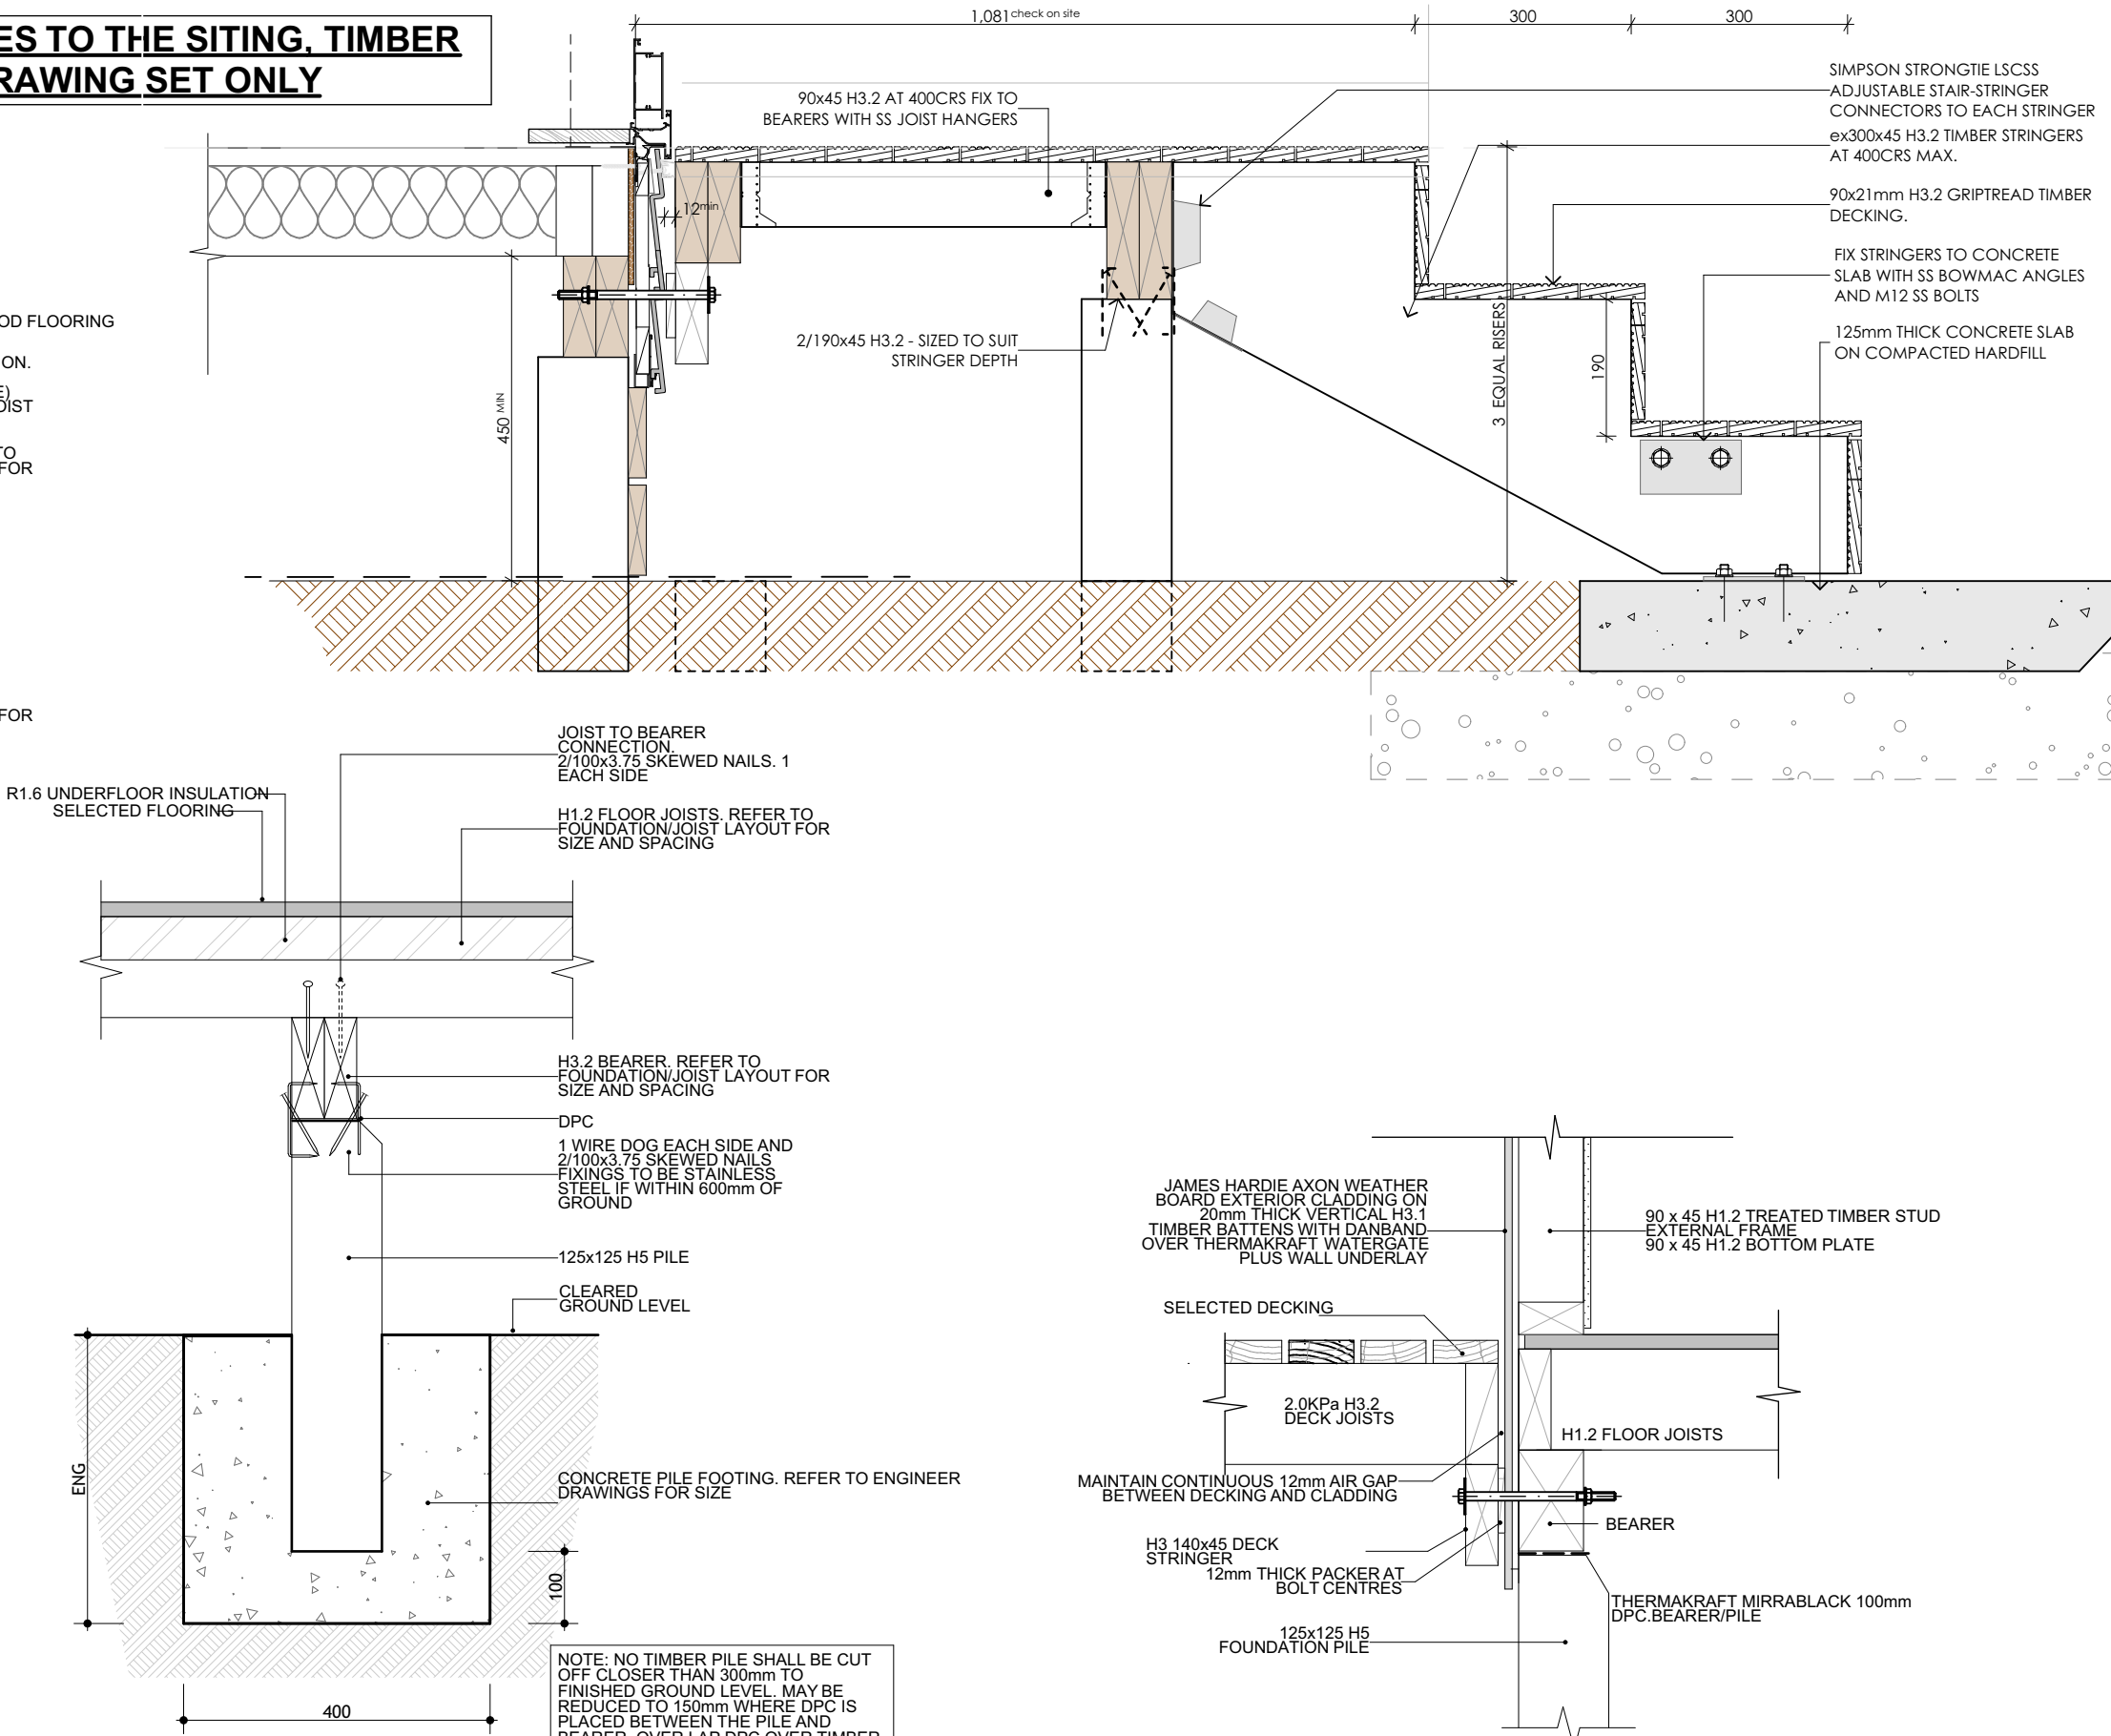 ES TO THE SITING, TIMBER
RAWING SET ONLY
1,081 check on site
300
300
90x45 H3.2 AT 400CRS FIX TO
BEARERS WITH SS JOIST HANGERS
12min
2/190x45 H3.2 - SIZED TO SUIT
STRINGER DEPTH
450 MIN
3 EQUAL RISERS
190
SIMPSON STRONGTIE LSCSS
ADJUSTABLE STAIR-STRINGER
CONNECTORS TO EACH STRINGER
ex300x45 H3.2 TIMBER STRINGERS
AT 400CRS MAX.
90x21mm H3.2 GRIPTREAD TIMBER
DECKING.
FIX STRINGERS TO CONCRETE
SLAB WITH SS BOWMAC ANGLES
AND M12 SS BOLTS
125mm THICK CONCRETE SLAB
ON COMPACTED HARDFILL
OD FLOORING
ON.
E)
OIST
TO
FOR
FOR
JOIST TO BEARER
CONNECTION.
2/100x3.75 SKEWED NAILS. 1
EACH SIDE
R1.6 UNDERFLOOR INSULATION
SELECTED FLOORING
H1.2 FLOOR JOISTS. REFER TO
FOUNDATION/JOIST LAYOUT FOR
SIZE AND SPACING
H3.2 BEARER. REFER TO
FOUNDATION/JOIST LAYOUT FOR
SIZE AND SPACING
DPC
1 WIRE DOG EACH SIDE AND
2/100x3.75 SKEWED NAILS
FIXINGS TO BE STAINLESS
STEEL IF WITHIN 600mm OF
GROUND
125x125 H5 PILE
CLEARED
GROUND LEVEL
ENG
CONCRETE PILE FOOTING. REFER TO ENGINEER
DRAWINGS FOR SIZE
100
400
NOTE: NO TIMBER PILE SHALL BE CUT
OFF CLOSER THAN 300mm TO
FINISHED GROUND LEVEL. MAY BE
REDUCED TO 150mm WHERE DPC IS
PLACED BETWEEN THE PILE AND
BEARER. OVER LAP DPC OVER TIMBER
JAMES HARDIE AXON WEATHER
BOARD EXTERIOR CLADDING ON
20mm THICK VERTICAL H3.1
TIMBER BATTENS WITH DANBAND
OVER THERMAKRAFT WATERGATE
PLUS WALL UNDERLAY
90 x 45 H1.2 TREATED TIMBER STUD
EXTERNAL FRAME
90 x 45 H1.2 BOTTOM PLATE
SELECTED DECKING
2.0KPa H3.2
DECK JOISTS
H1.2 FLOOR JOISTS
MAINTAIN CONTINUOUS 12mm AIR GAP
BETWEEN DECKING AND CLADDING
BEARER
H3 140x45 DECK
STRINGER
12mm THICK PACKER AT
BOLT CENTRES
THERMAKRAFT MIRRABLACK 100mm
DPC.BEARER/PILE
125x125 H5
FOUNDATION PILE